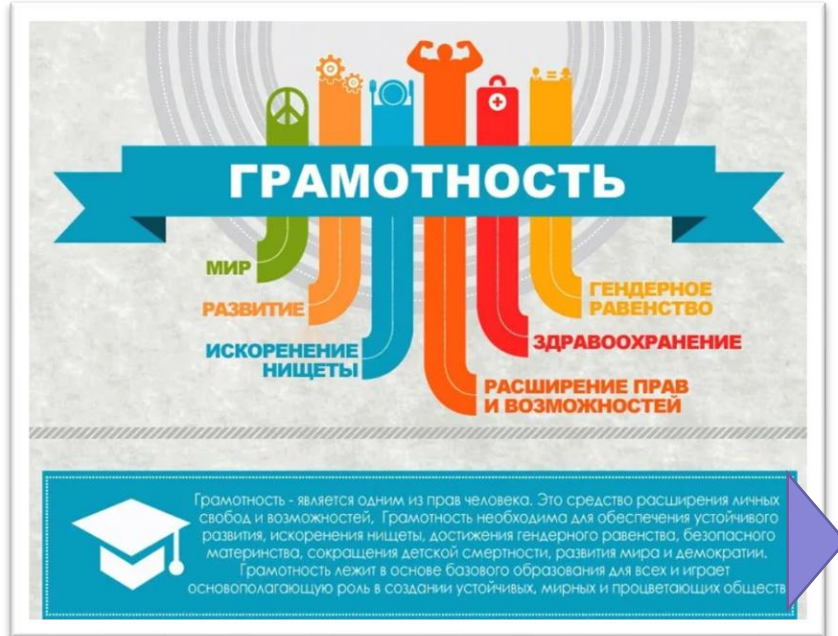 ГРАМОТНОСТЬ
МИР
РАЗВИТИЕ
ИСКОРЕНЕНИЕ
НИЩЕТЫ
ГЕНДЕРНОЕ
РАВЕНСТВО
ЗДРАВООХРАНЕНИЕ
РАСШИРЕНИЕ ПРАВ
И ВОЗМОЖНОСТЕЙ
Грамотность - является одним из прав человека. Это средство расширения личных
свобод и возможностей, Грамотность необходима для обеспечения устойчивого
развития, искоренения нищеты, достижения гендерного равенства, безопасного
материнства, сокращения детской смертности, развития мира и демократии.
Грамотность лежит в основе базового образования для всех и играет
основополагающую роль в создании устойчивых, мирных и процветающих обществ